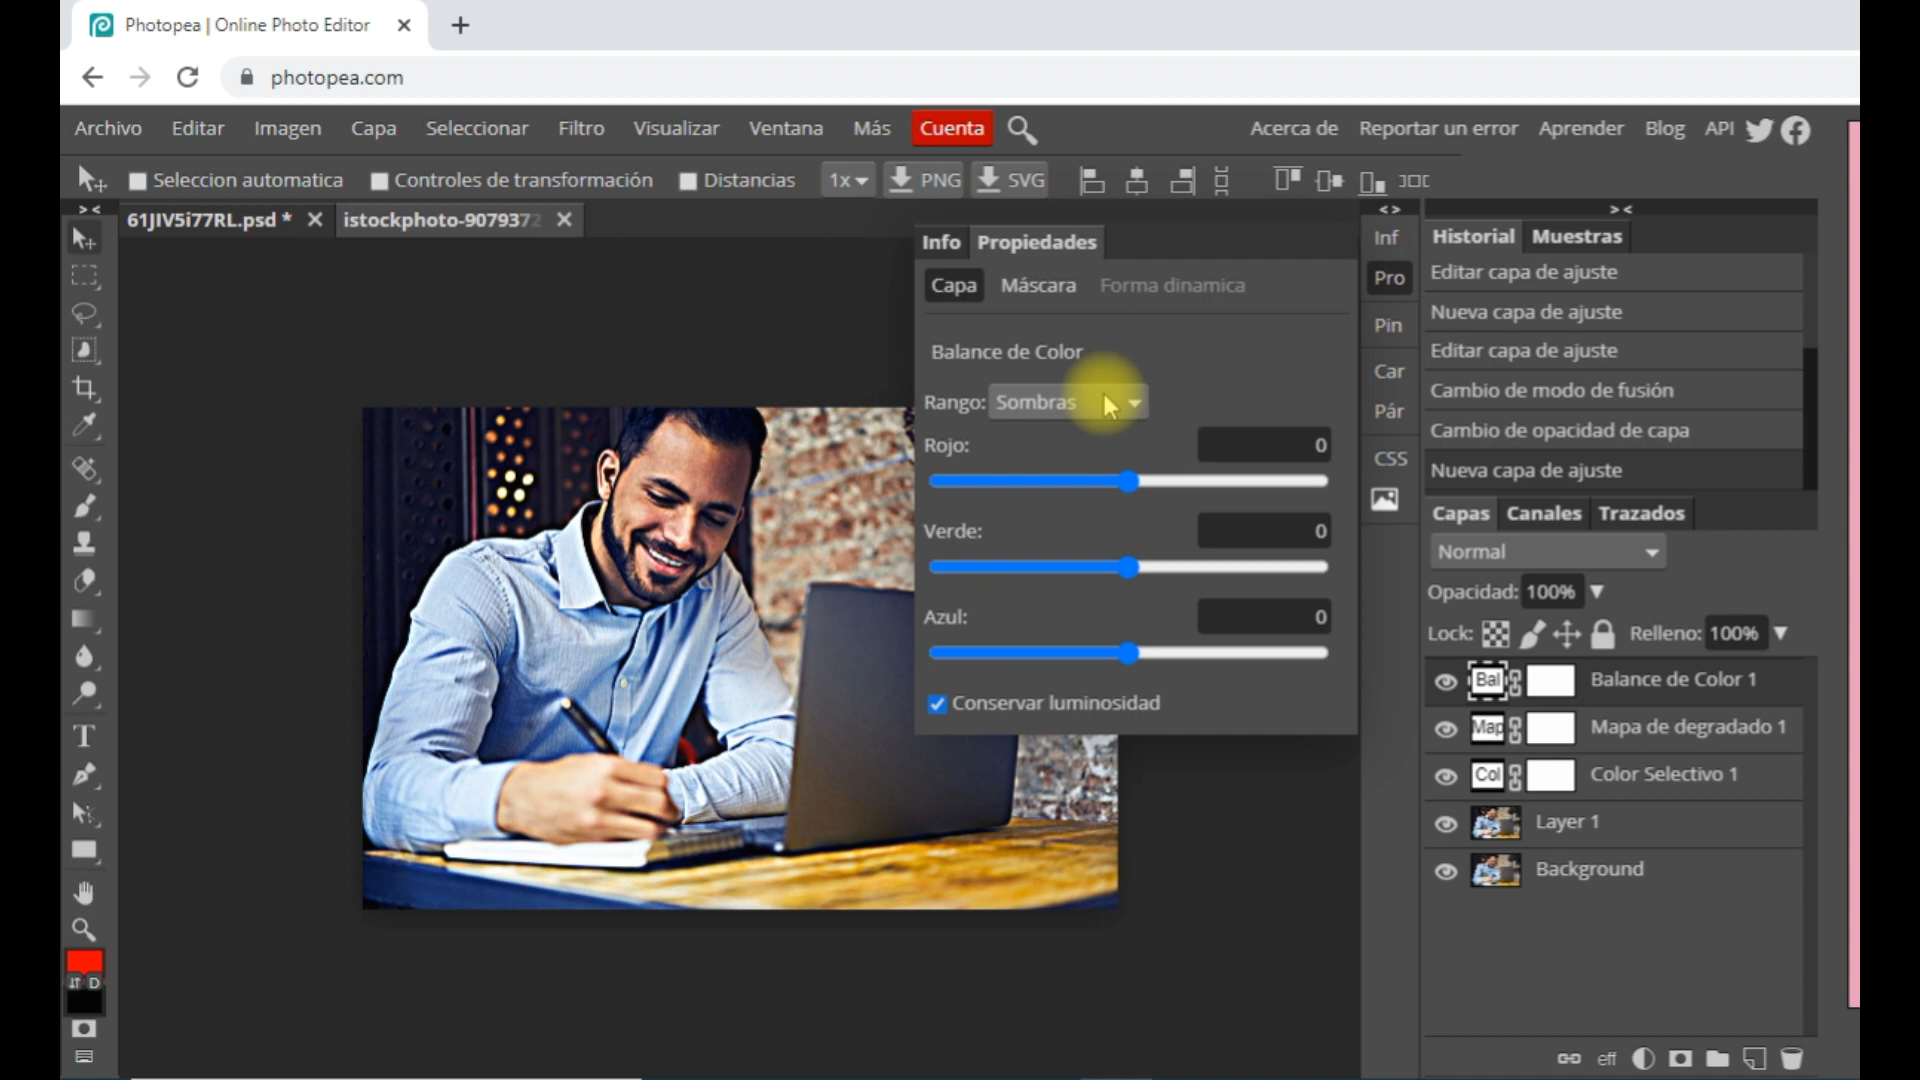 Photopea | Online Photo Editor
photopea.com
Archivo Editar Imagen Capa Seleccionar Filtro Visualizar Ventana Más Cuenta Acerca de Reportar un error Aprender Blog API
Seleccion automatica Controles de transformación Distancias 1x PNG SVG
61JIV5i77RL.psd * istockphoto-9079372
Info Propiedades
Capa Máscara Forma dinamica
Balance de Color
Rango: Sombras
Rojo: 0
Verde: 0
Azul: 0
Conservar luminosidad
Inf
Pro
Pin
Car
Pár
CSS
Historial Muestras
Editar capa de ajuste
Nueva capa de ajuste
Editar capa de ajuste
Cambio de modo de fusión
Cambio de opacidad de capa
Nueva capa de ajuste
Capas Canales Trazados
Normal
Opacidad: 100%
Lock: Relleno: 100%
Bal Balance de Color 1
Map Mapa de degradado 1
Col Color Selectivo 1
Layer 1
Background
eff
D